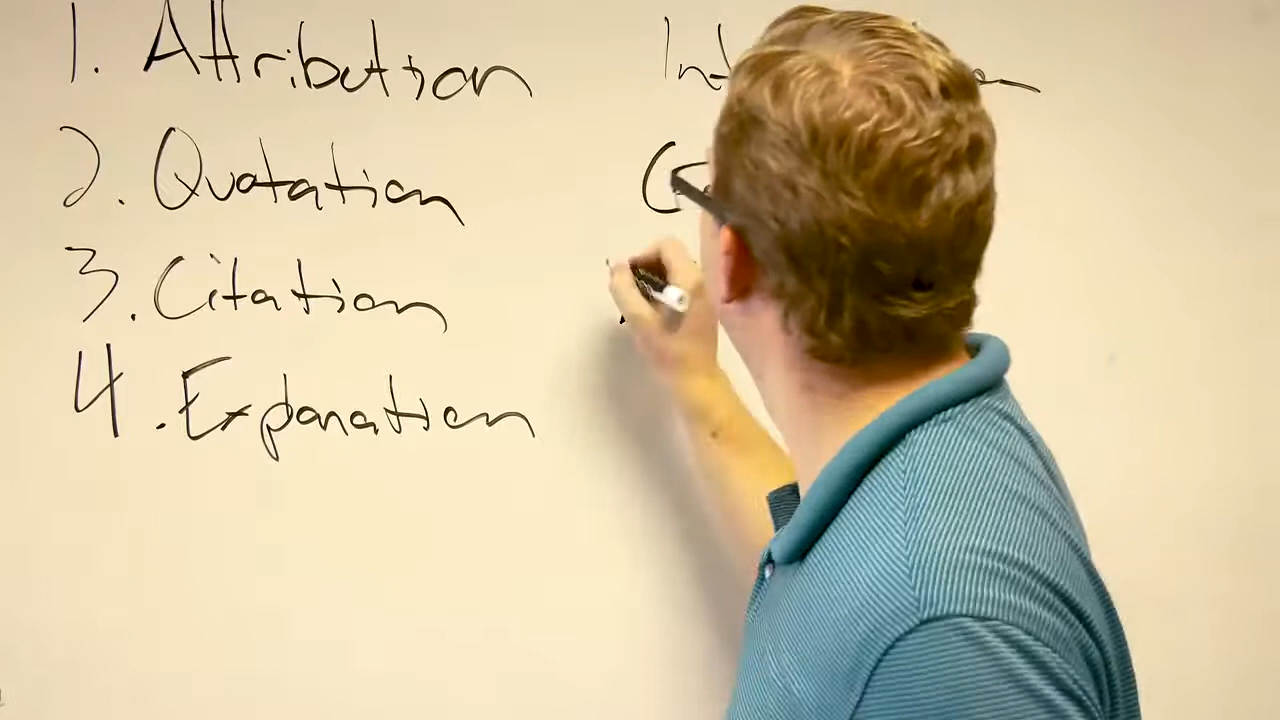 1. Attribution
2. Quotation
3. Citation
4. Explanation